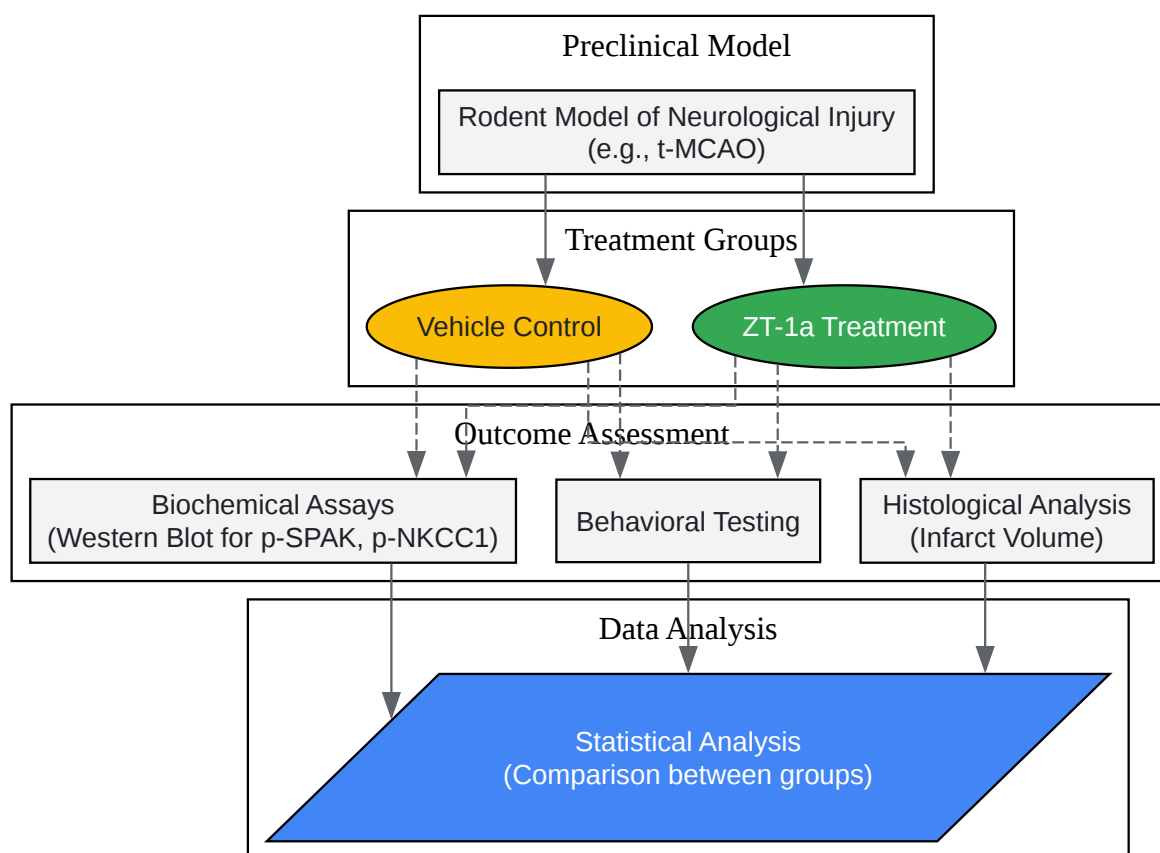 Preclinical Model
Rodent Model of Neurological Injury
(e.g., t-MCAO)
Treatment Groups
Vehicle Control
ZT-1a Treatment
Outcome Assessment
Biochemical Assays
(Western Blot for p-SPAK, p-NKCC1)
Behavioral Testing
Histological Analysis
(Infarct Volume)
Data Analysis
Statistical Analysis
(Comparison between groups)